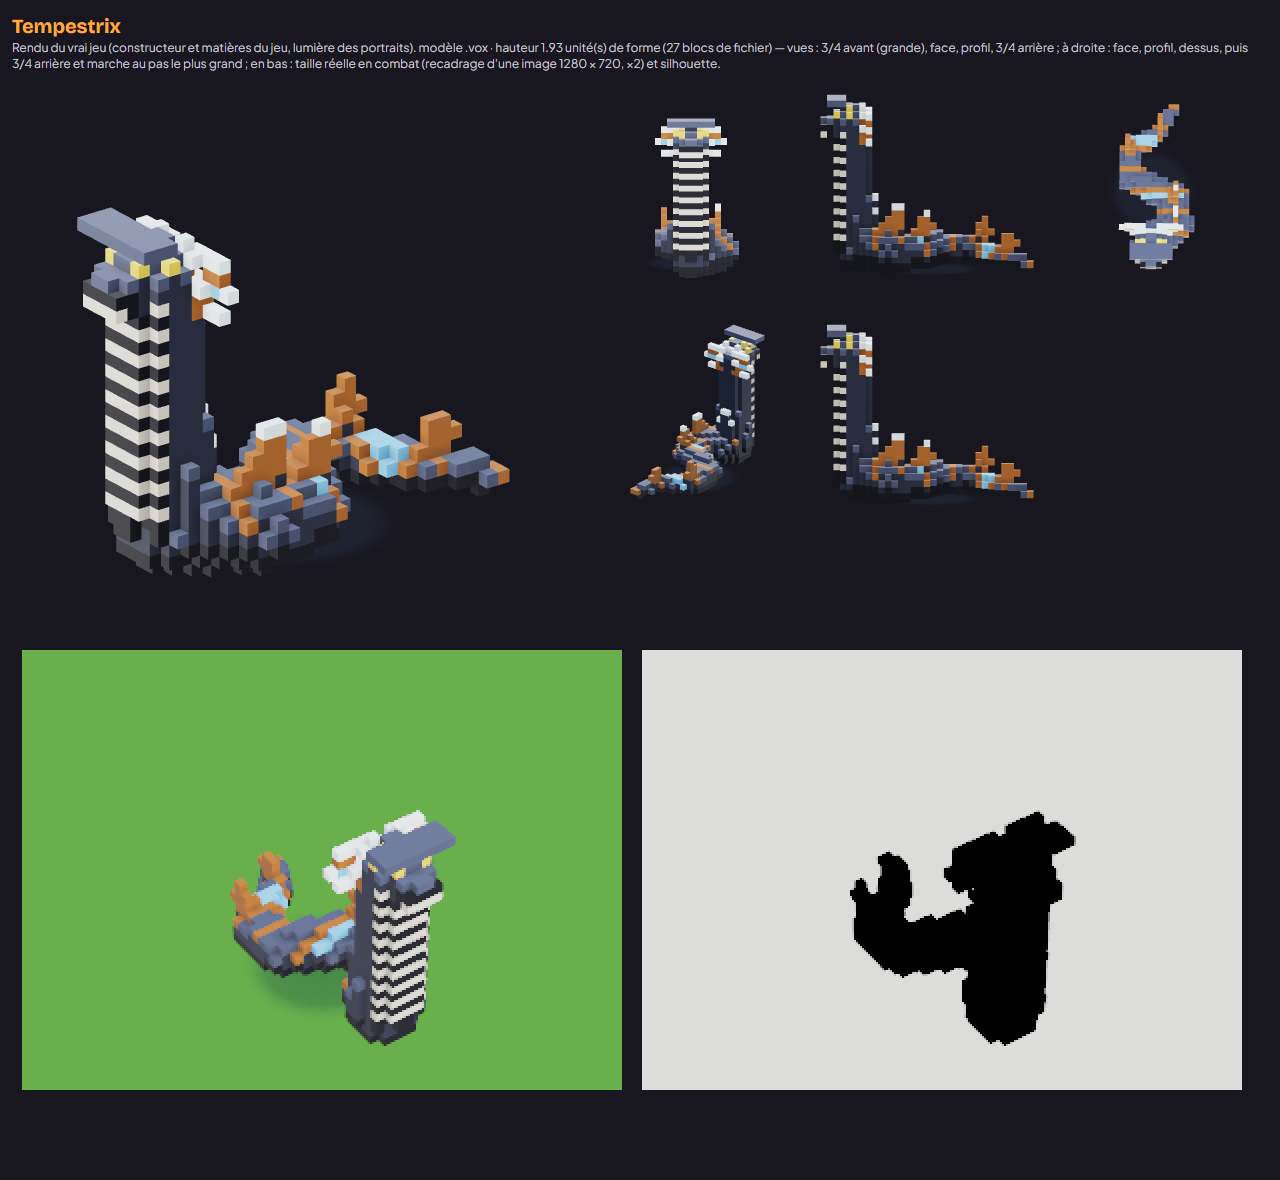 Tempestrix
Rendu du vrai jeu (constructeur et matières du jeu, lumière des portraits). modèle .vox · hauteur 1.93 unité(s) de forme (27 blocs de fichier) — vues : 3/4 avant (grande), face, profil, 3/4 arrière ; à droite : face, profil, dessus, puis
3/4 arrière et marche au pas le plus grand ; en bas : taille réelle en combat (recadrage d'une image 1280 × 720, ×2) et silhouette.